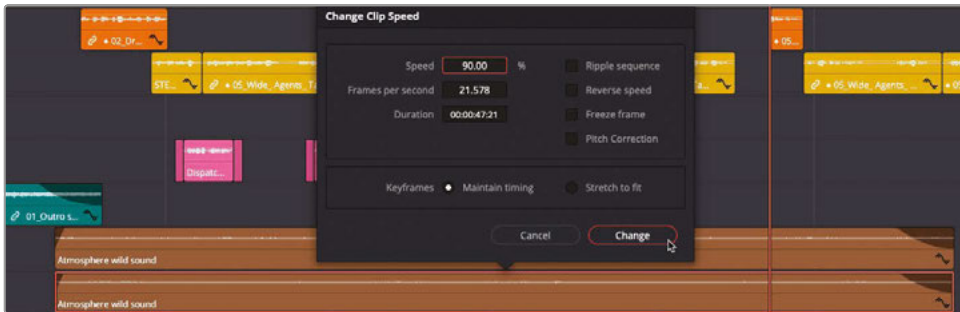 Change Clip Speed
02_Dr...
05...
Speed 90.00 % Ripple sequence
STE...
05_Wide_Agents_Ta
a...
05_Wide_Agents_...
Frames per second 21.578 Reverse speed
Duration 00:00:47:21 Freeze frame
Pitch Correction
Dispatc...
Keyframes Maintain timing Stretch to fit
01_Outro s...
Cancel Change
Atmosphere wild sound
Atmosphere wild sound